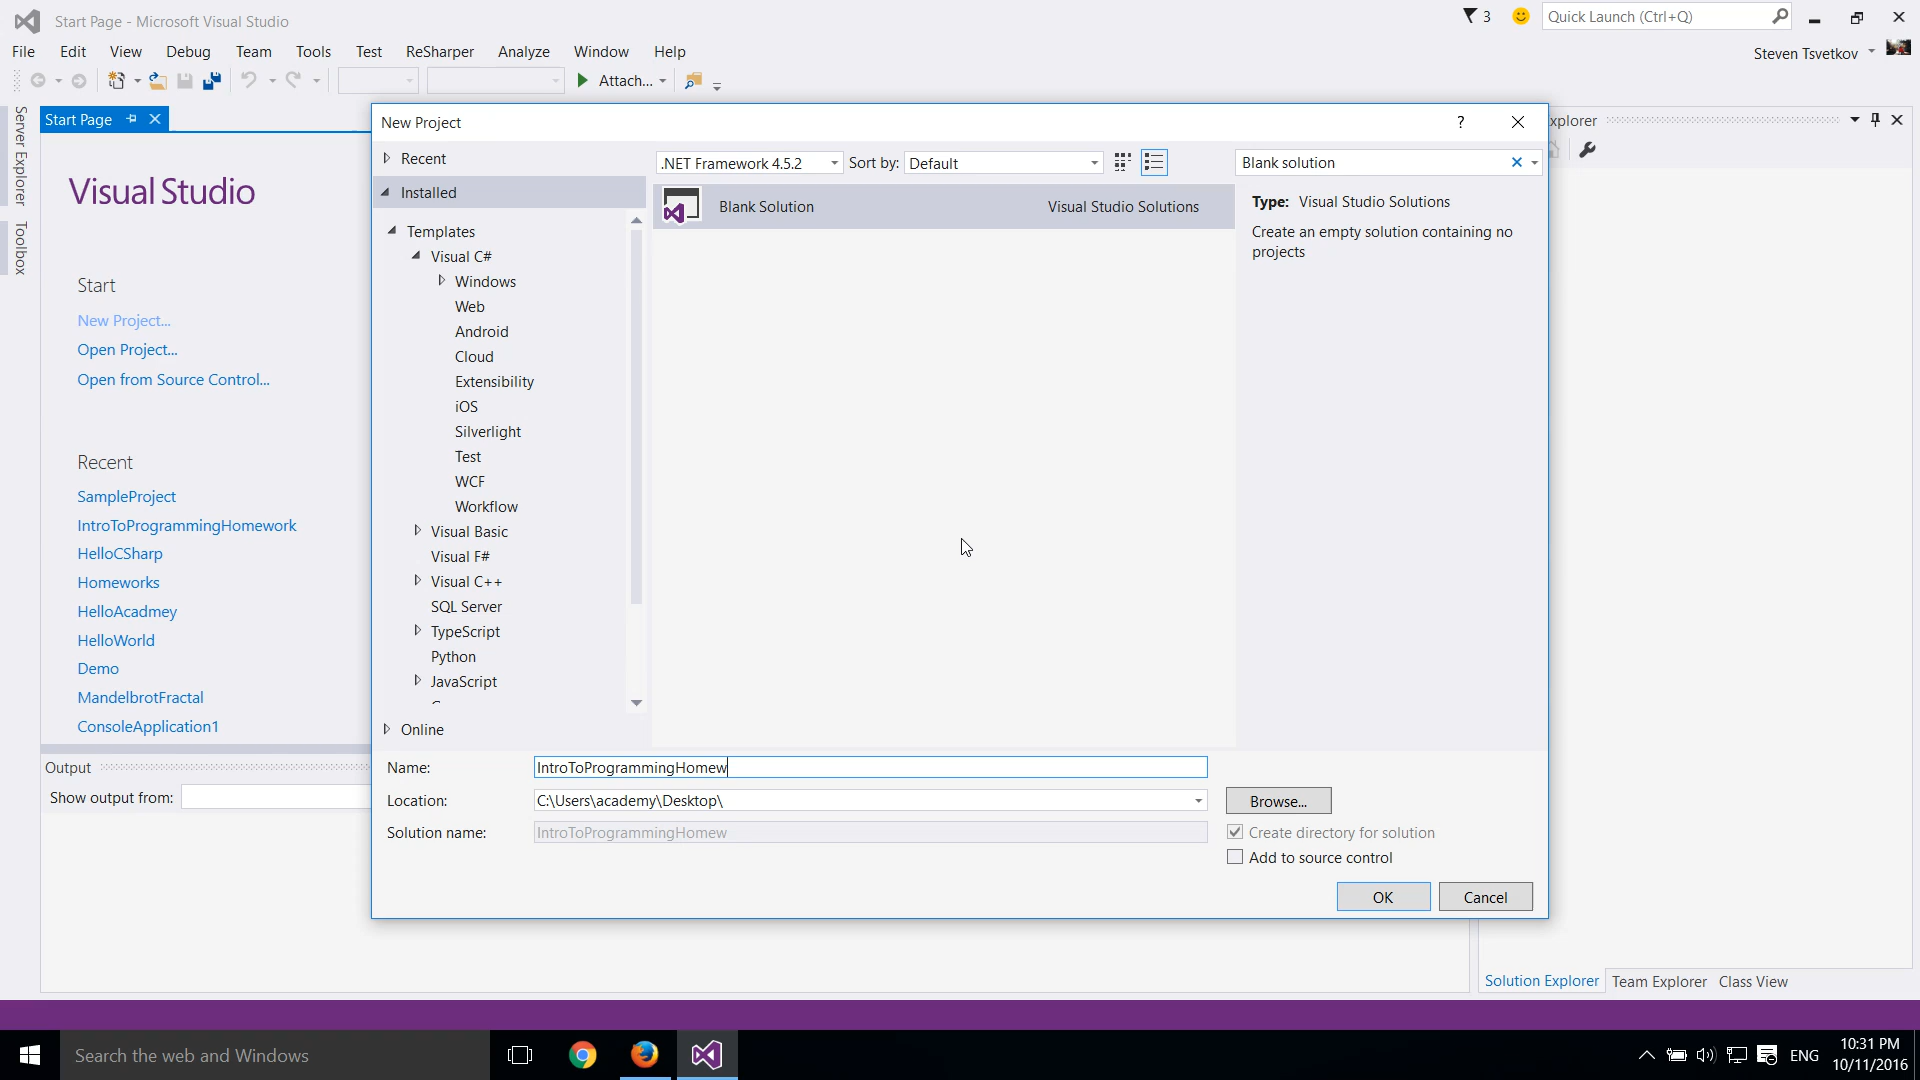 Start Page - Microsoft Visual Studio
3
Quick Launch (Ctrl+Q)
File Edit View Debug Team Tools Test ReSharper Analyze Window Help
Steven Tsvetkov
Attach...
Server Explorer
Toolbox
Start Page
Visual Studio
Start
New Project...
Open Project...
Open from Source Control...
Recent
SampleProject
IntroToProgrammingHomework
HelloCSharp
Homeworks
HelloAcadmey
HelloWorld
Demo
MandelbrotFractal
ConsoleApplication1
Output
Show output from:
New Project
?
Recent
Installed
Templates
Visual C#
Windows
Web
Android
Cloud
Extensibility
iOS
Silverlight
Test
WCF
Workflow
Visual Basic
Visual F#
Visual C++
SQL Server
TypeScript
Python
JavaScript
Online
.NET Framework 4.5.2 Sort by: Default
Blank solution
Blank Solution Visual Studio Solutions
Type: Visual Studio Solutions
Create an empty solution containing no
projects
Name: IntroToProgrammingHomew
Location: C:\Users\academy\Desktop\ Browse...
Solution name: IntroToProgrammingHomew
Create directory for solution
Add to source control
OK Cancel
xplorer
Solution Explorer Team Explorer Class View
Search the web and Windows
ENG
10:31 PM
10/11/2016